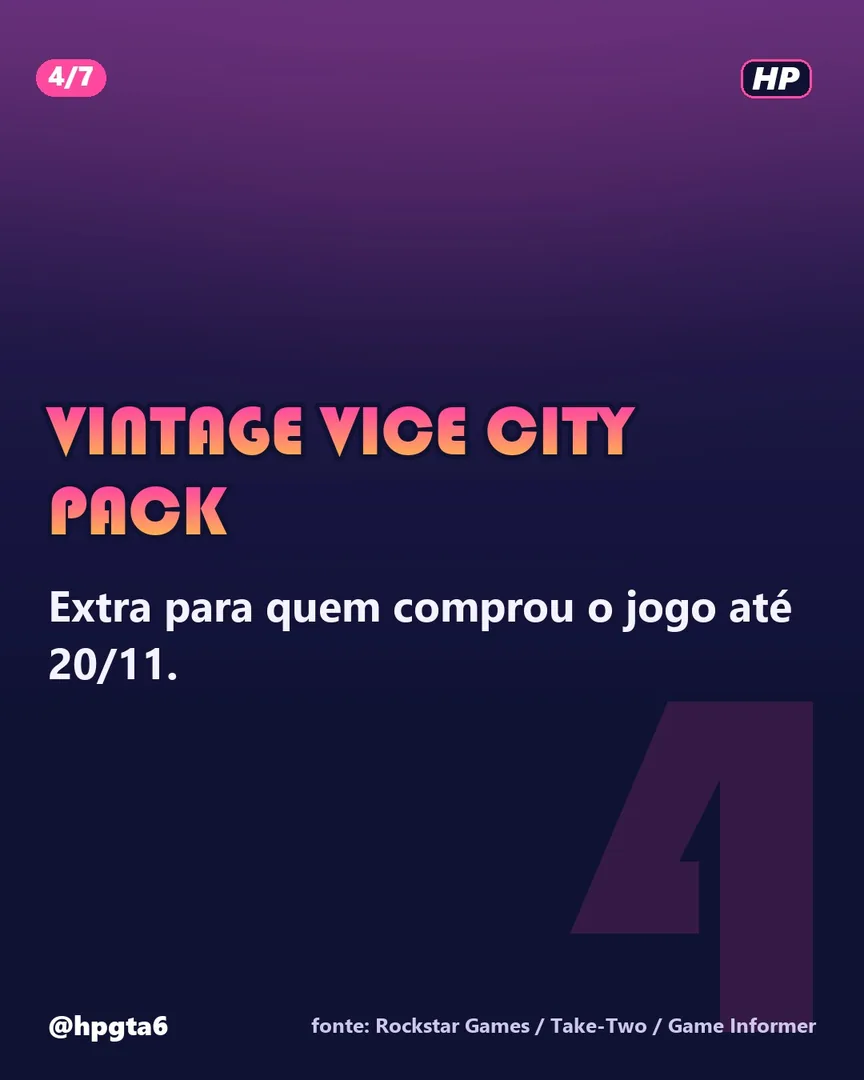 4/7
HP
VINTAGE VICE CITY
PACK
Extra para quem comprou o jogo até
20/11.
4
@hpgta6
fonte: Rockstar Games / Take-Two / Game Informer